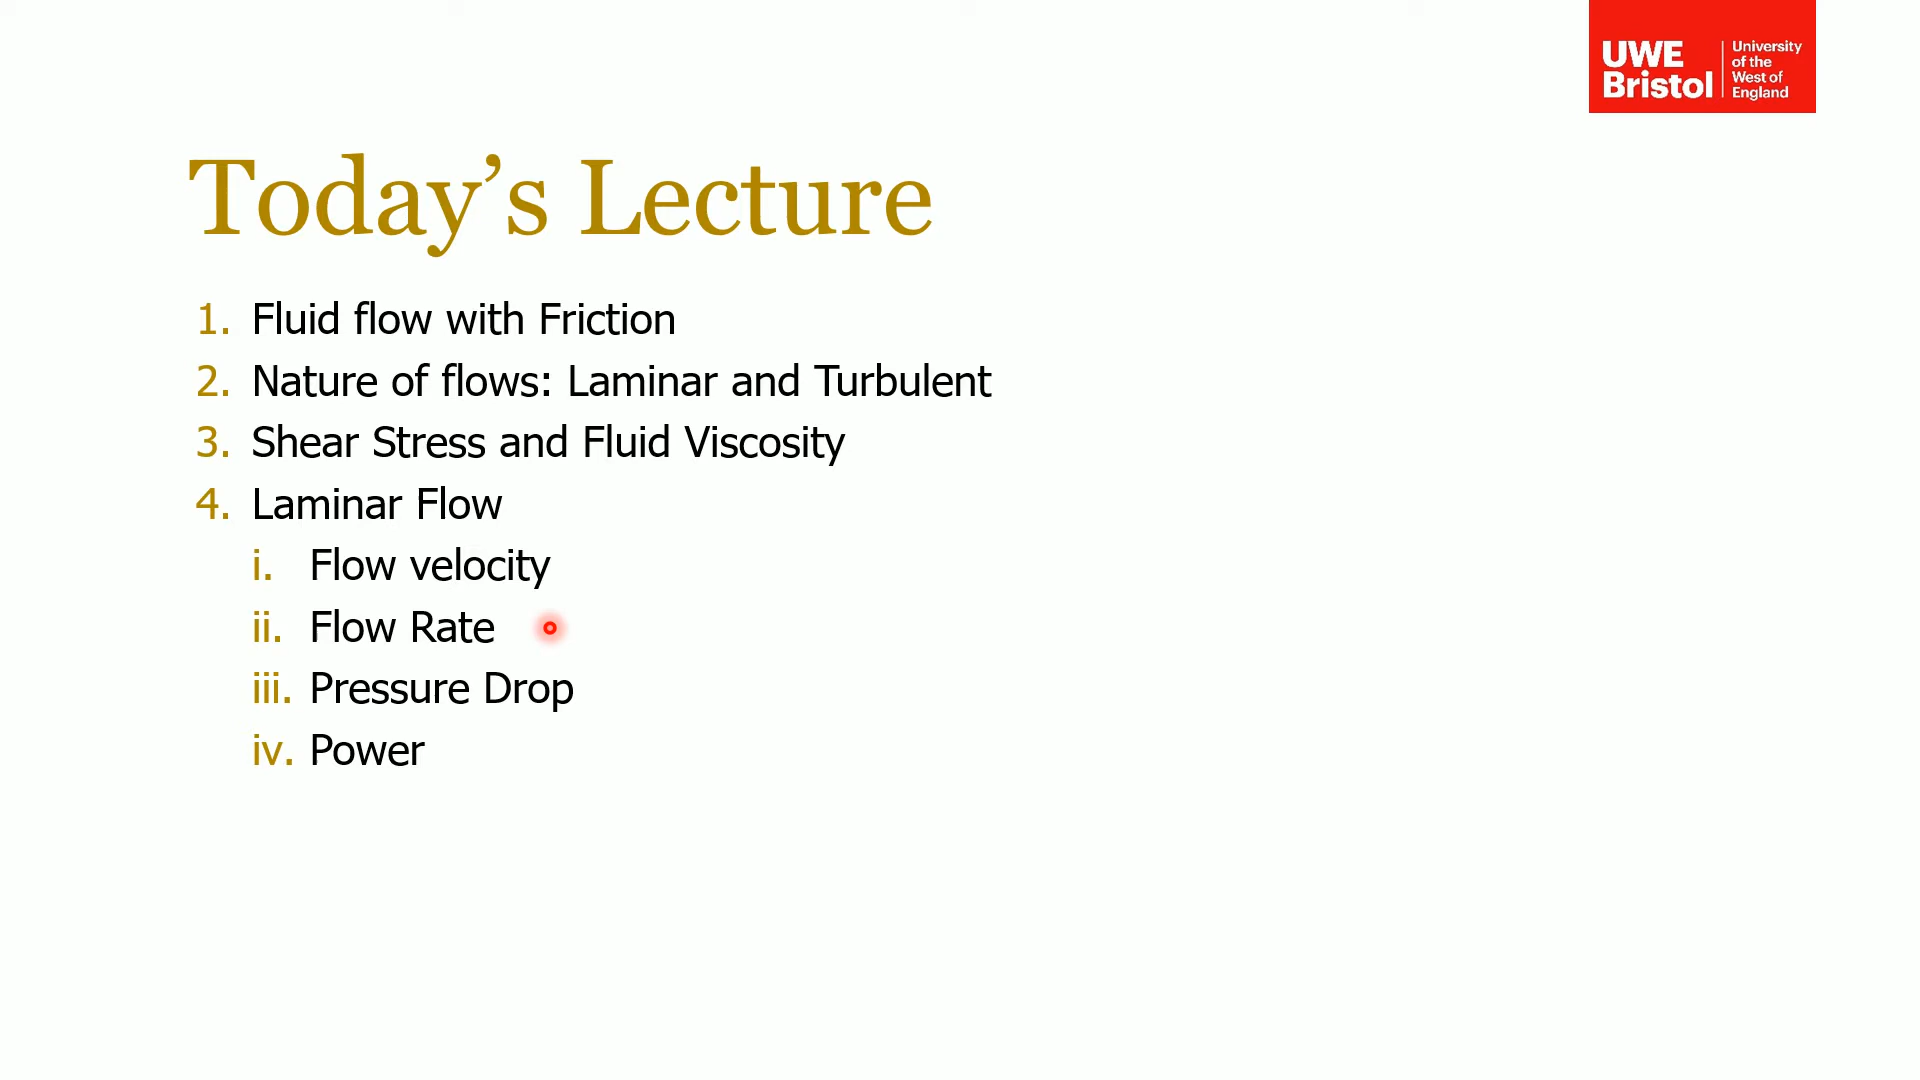 UWE
Bristol
University
of the
West of
England
Today’s Lecture
1. Fluid flow with Friction
2. Nature of flows: Laminar and Turbulent
3. Shear Stress and Fluid Viscosity
4. Laminar Flow
i. Flow velocity
ii. Flow Rate
iii. Pressure Drop
iv. Power